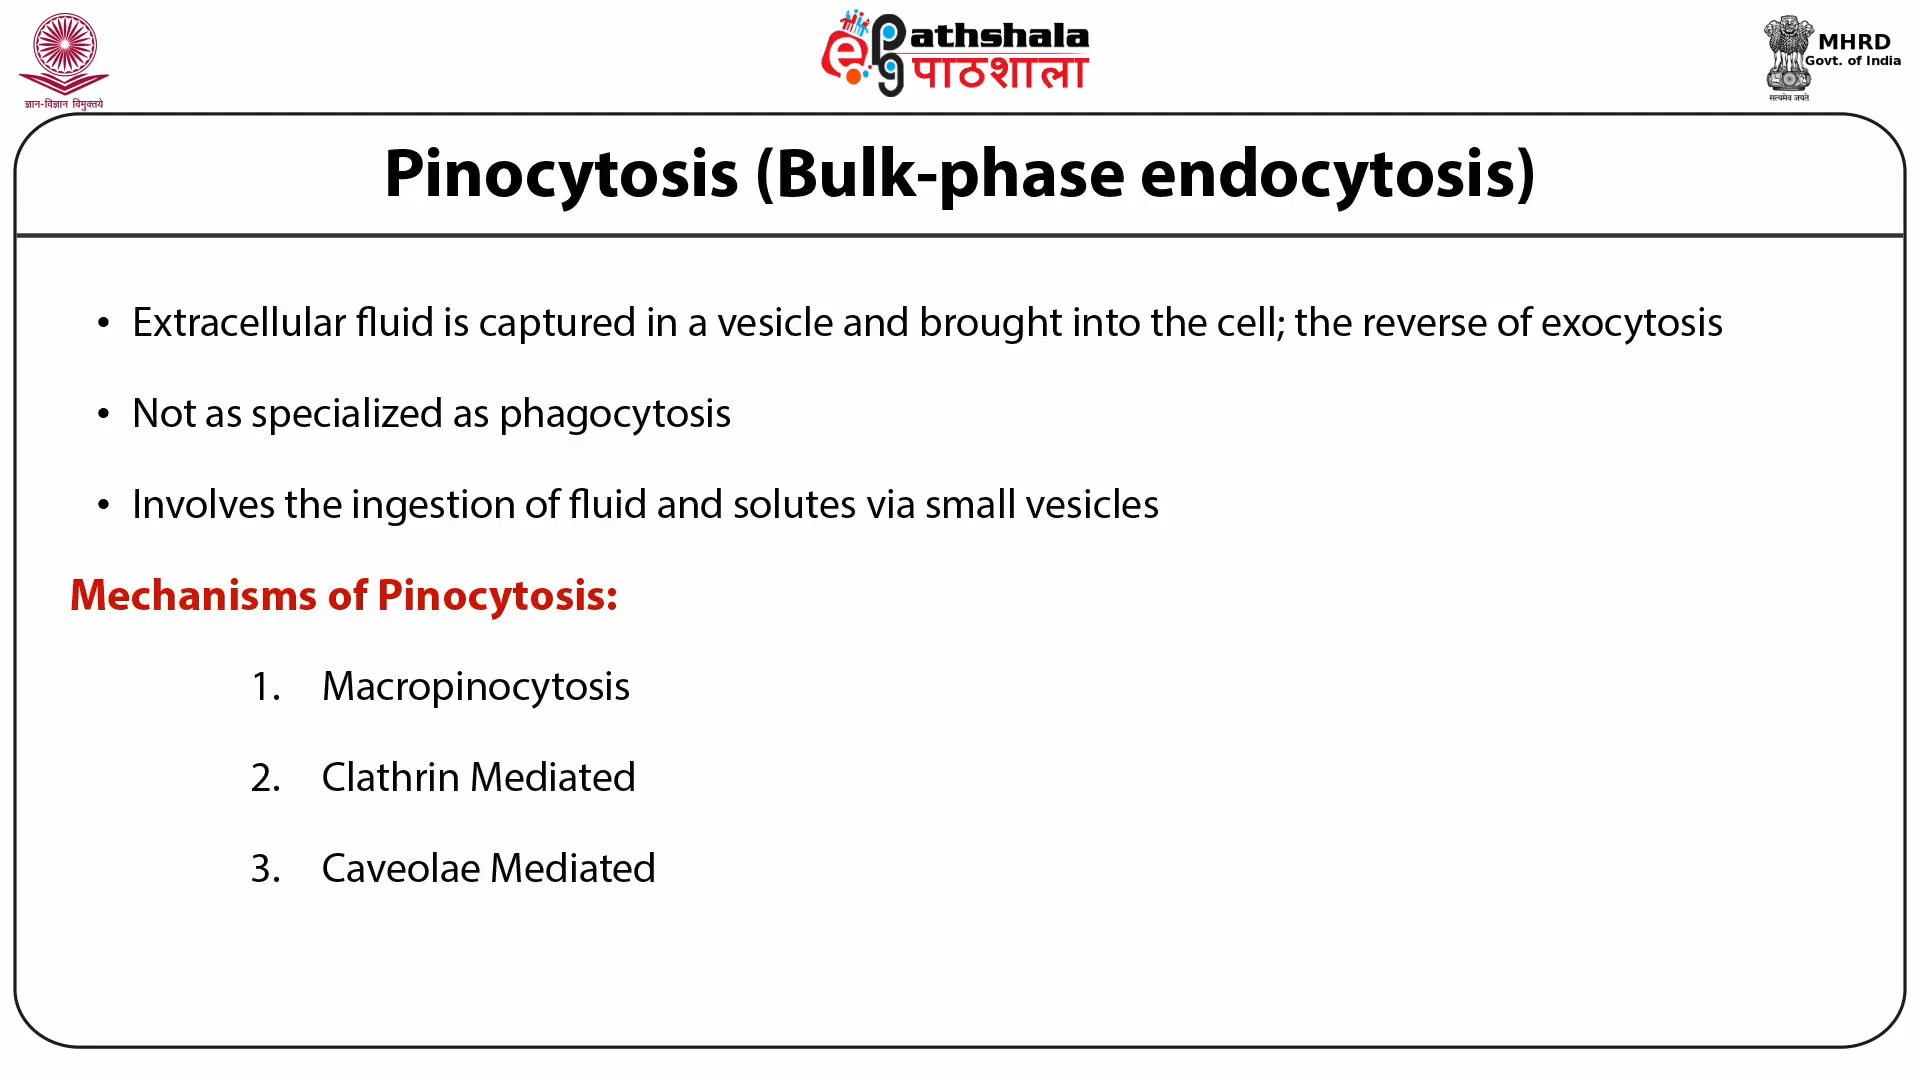 ज्ञान-विज्ञान विमुक्तये
ePathshala
पाठशाला
MHRD
Govt. of India
सत्यमेव जयते
Pinocytosis (Bulk-phase endocytosis)
• Extracellular fluid is captured in a vesicle and brought into the cell; the reverse of exocytosis
• Not as specialized as phagocytosis
• Involves the ingestion of fluid and solutes via small vesicles
Mechanisms of Pinocytosis:
1. Macropinocytosis
2. Clathrin Mediated
3. Caveolae Mediated